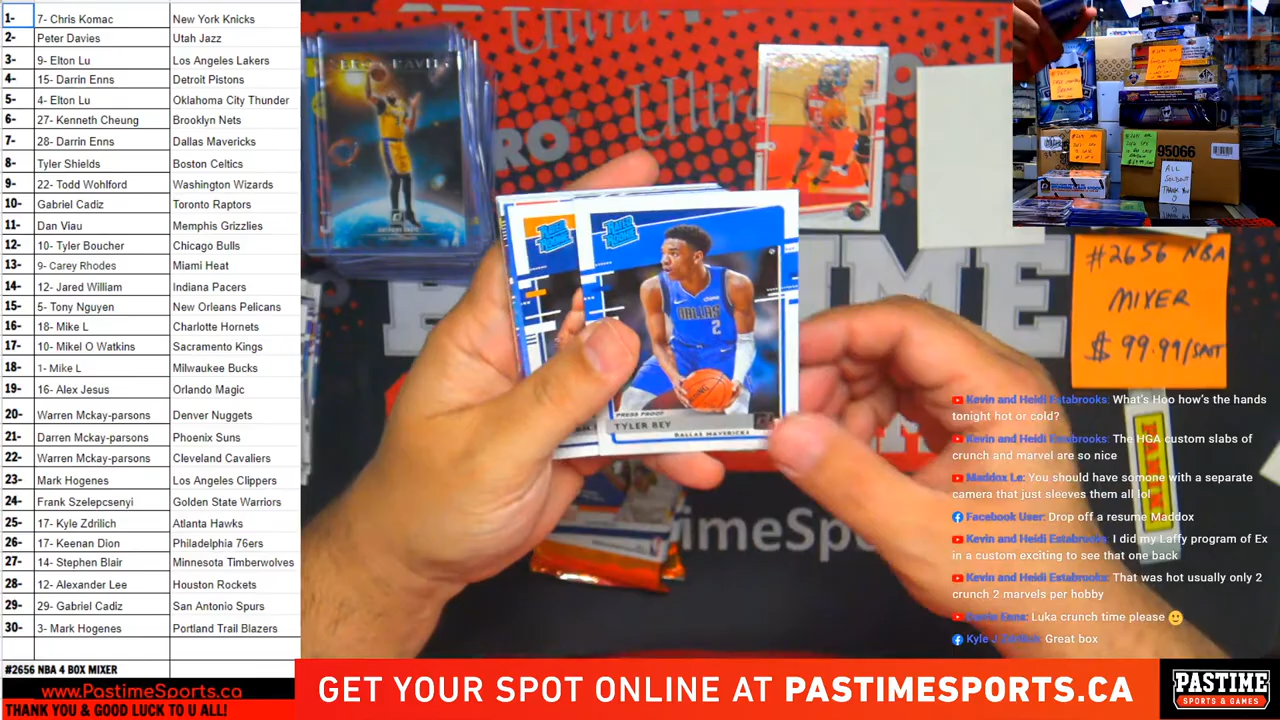 1- 7- Chris Komac New York Knicks
2- Peter Davies Utah Jazz
3- 9- Elton Lu Los Angeles Lakers
4- 15- Darrin Enns Detroit Pistons
5- 4- Elton Lu Oklahoma City Thunder
6- 27- Kenneth Cheung Brooklyn Nets
7- 28- Darrin Enns Dallas Mavericks
8- Tyler Shields Boston Celtics
9- 22- Todd Wohlford Washington Wizards
10- Gabriel Cadiz Toronto Raptors
11- Dan Viau Memphis Grizzlies
12- 10- Tyler Boucher Chicago Bulls
13- 9- Carey Rhodes Miami Heat
14- 12- Jared William Indiana Pacers
15- 5- Tony Nguyen New Orleans Pelicans
16- 18- Mike L Charlotte Hornets
17- 10- Mikel O Watkins Sacramento Kings
18- 1- Mike L Milwaukee Bucks
19- 16- Alex Jesus Orlando Magic
20- Warren Mckay-parsons Denver Nuggets
21- Darren Mckay-parsons Phoenix Suns
22- Warren Mckay-parsons Cleveland Cavaliers
23- Mark Hogenes Los Angeles Clippers
24- Frank Szelepcsenyi Golden State Warriors
25- 17- Kyle Zdrilich Atlanta Hawks
26- 17- Keenan Dion Philadelphia 76ers
27- 14- Stephen Blair Minnesota Timberwolves
28- 12- Alexander Lee Houston Rockets
29- 29- Gabriel Cadiz San Antonio Spurs
30- 3- Mark Hogenes Portland Trail Blazers
#2656 NBA 4 BOX MIXER
www.PastimeSports.ca
THANK YOU & GOOD LUCK TO U ALL!
Ultra
PRO
RATED ROOKIE
RATED ROOKIE
DALLAS
2
PRESS PROOF
TYLER BEY
DALLAS MAVERICKS
95066
ALL
SOLDOUT
THANK YOU
#2656 NBA
MIXER
$99.99/SPOT
PANINI
Kevin and Heidi Estabrooks: What's Hoo how's the hands
tonight hot or cold?
Kevin and Heidi Estabrooks: The HGA custom slabs of
crunch and marvel are so nice
Maddox Le: You should have somone with a separate
camera that just sleeves them all lol
Facebook User: Drop off a resume Maddox
Kevin and Heidi Estabrooks: I did my Laffy program of Ex
in a custom exciting to see that one back
Kevin and Heidi Estabrooks: That was hot usually only 2
crunch 2 marvels per hobby
Luka crunch time please 🙂
Great box
GET YOUR SPOT ONLINE AT PASTIMESPORTS.CA
PASTIME
SPORTS & GAMES